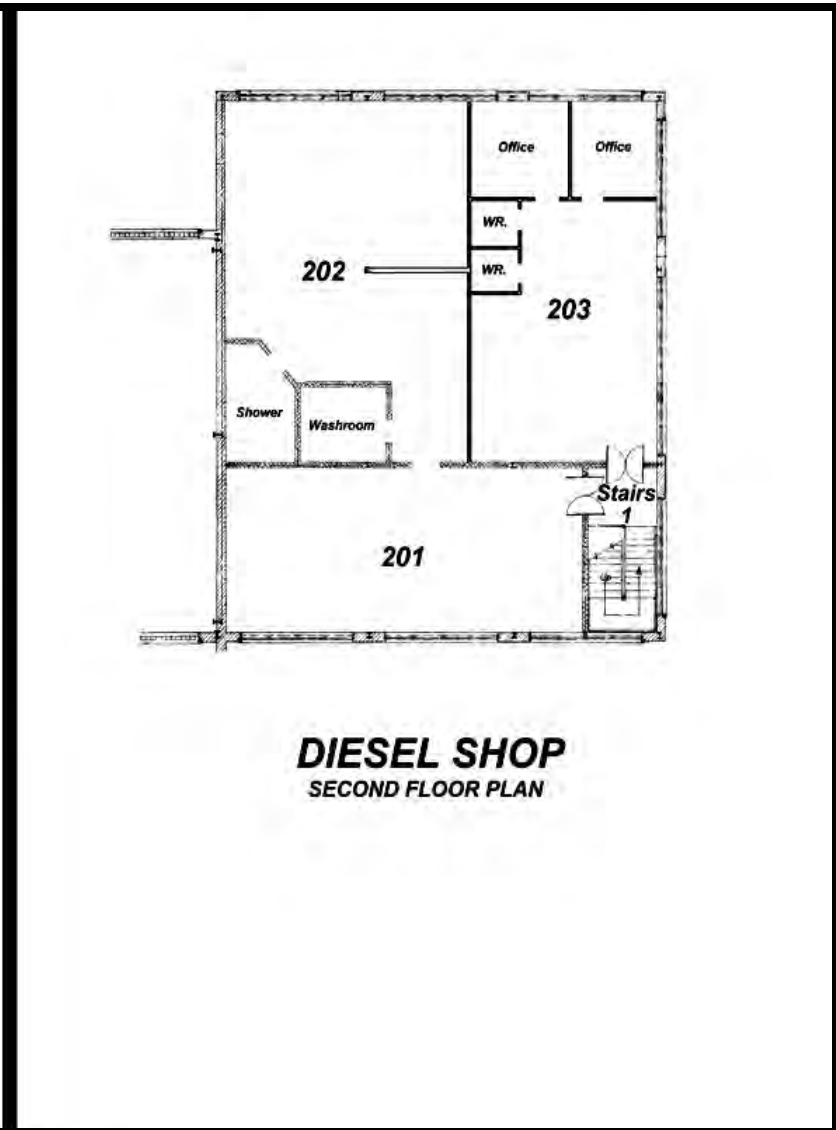 Office
Office
WR.
WR.
202
203
Shower
Washroom
Stairs
1
201
DIESEL SHOP
SECOND FLOOR PLAN